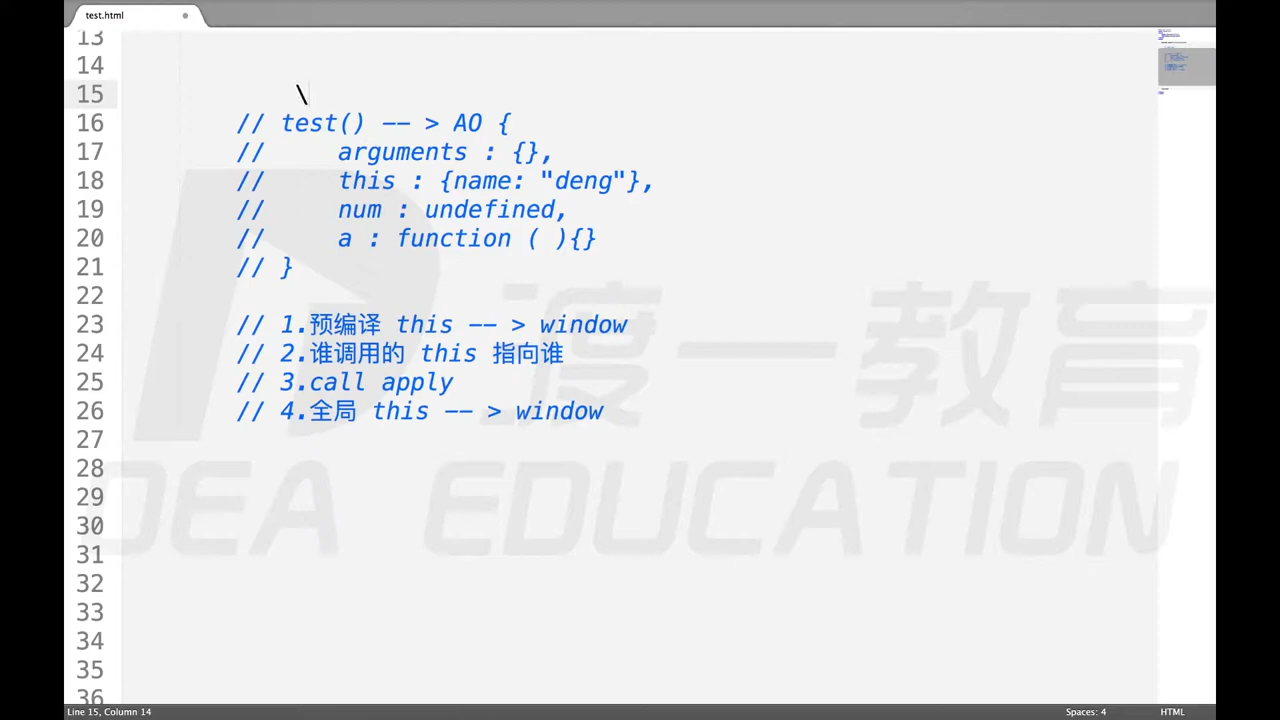 test.html
13
14
15 \
16 // test() -- > AO {
17 // arguments : {},
18 // this : {name: "deng"},
19 // num : undefined,
20 // a : function ( ){}
21 // }
22
23 // 1.预编译 this -- > window
24 // 2.谁调用的 this 指向谁
25 // 3.call apply
26 // 4.全局 this -- > window
27
28
29
30
31
32
33
34
35
36
渡一教育
DEA EDUCATION
Line 15, Column 14 Spaces: 4 HTML